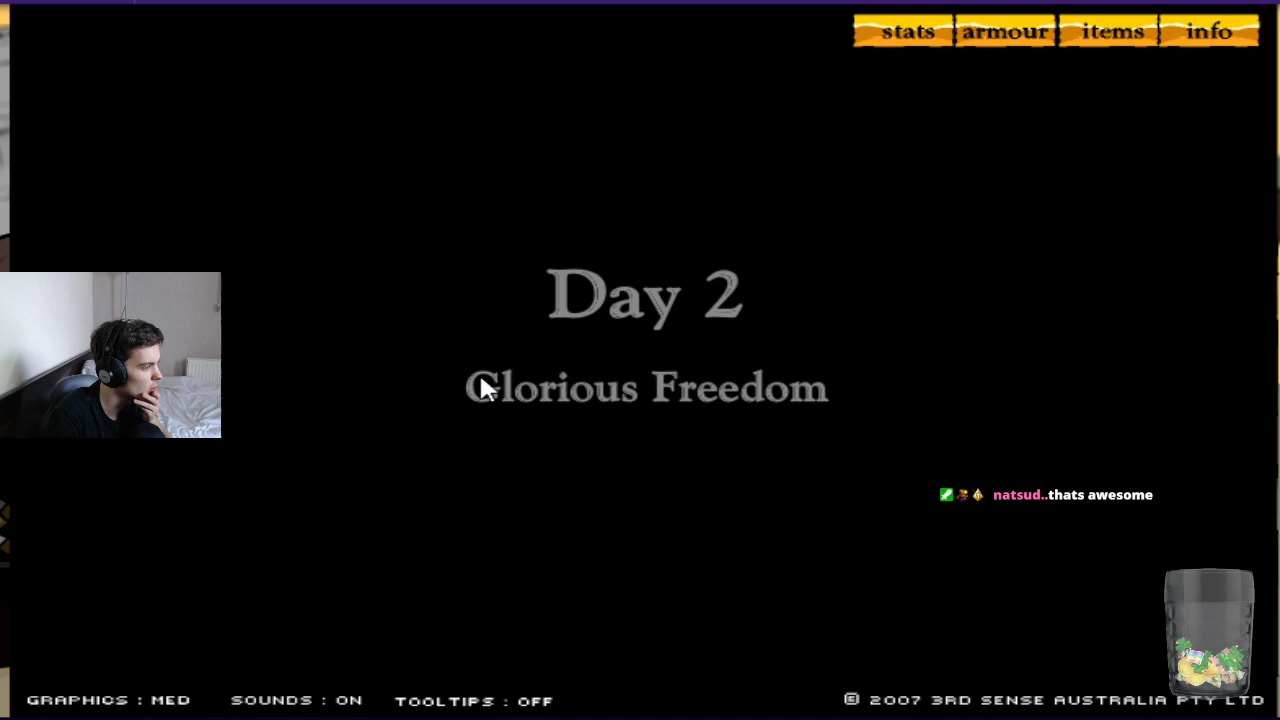 stats armour items info
Day 2
Glorious Freedom
natsud..thats awesome
GRAPHICS : MED SOUNDS : ON TOOLTIPS : OFF © 2007 3RD SENSE AUSTRALIA PTY LTD